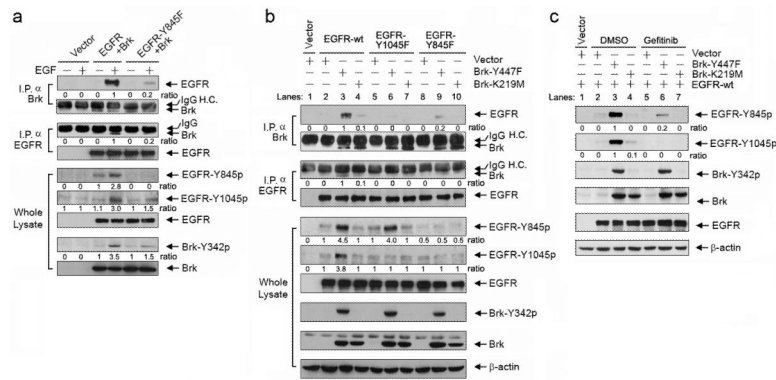 a
Vector
EGFR +Brk
EGFR-Y845F +Brk
EGF − + − + − +
I.P. α Brk
EGFR
0 0 0 1 0 0.2 ratio
IgG H.C.
Brk
I.P. α EGFR
IgG
Brk
0 0 0 1 0 0.2 ratio
EGFR
Whole Lysate
EGFR-Y845p
0 0 1 2.8 0 0 ratio
EGFR-Y1045p
1 1 1.1 3.0 1 1.5 ratio
EGFR
Brk-Y342p
1 3.5 1 1.5 ratio
Brk
b
Vector
EGFR-wt
EGFR-Y1045F
EGFR-Y845F
Vector
Brk-Y447F
Brk-K219M
Lanes: 1 2 3 4 5 6 7 8 9 10
I.P. α Brk
EGFR
0 0 1 0.1 0 0 0 0 0.2 0 ratio
IgG H.C.
Brk
I.P. α EGFR
IgG H.C.
Brk
0 0 1 0.1 0 0 0 0 0.2 0 ratio
EGFR
Whole Lysate
EGFR-Y845p
0 1 4.5 1 1 4.0 1 0.5 0.5 0.5 ratio
EGFR-Y1045p
0 1 3.8 1 1 1 1 1 1 1 ratio
EGFR
Brk-Y342p
Brk
β-actin
c
Vector
DMSO
Gefitinib
Vector
Brk-Y447F
Brk-K219M
EGFR-wt
Lanes: 1 2 3 4 5 6 7
EGFR-Y845p
0 0 1 0 0 0.2 0 ratio
EGFR-Y1045p
0 0 1 0.1 0 0 0 ratio
Brk-Y342p
Brk
EGFR
β-actin